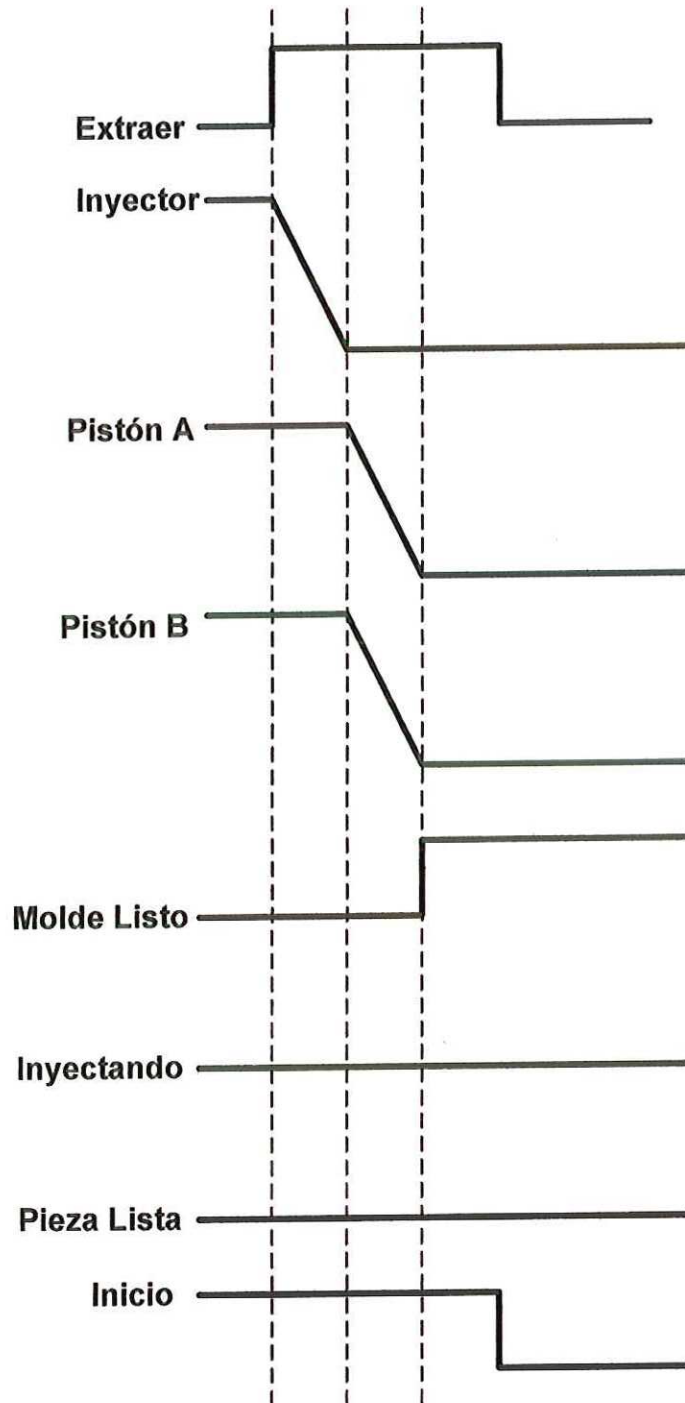 Extraer
Inyector
Pistón A
Pistón B
Molde Listo
Inyectando
Pieza Lista
Inicio